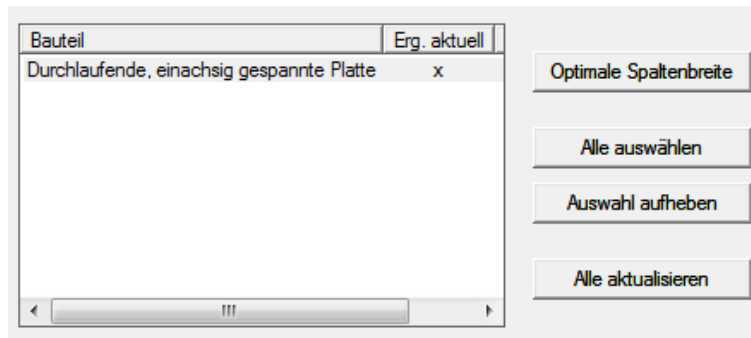 Bauteil Erg. aktuell
Durchlaufende, einachsig gespannte Platte x
Optimale Spaltenbreite
Alle auswählen
Auswahl aufheben
Alle aktualisieren